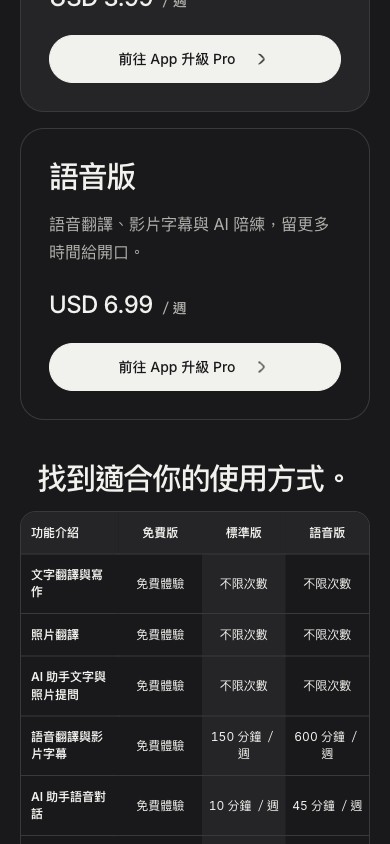 USD 3.99 / 週
前往 App 升級 Pro
語音版
語音翻譯、影片字幕與 AI 陪練，留更多
時間給開口。
USD 6.99 / 週
前往 App 升級 Pro
找到適合你的使用方式。
功能介紹 免費版 標準版 語音版
文字翻譯與寫
作 免費體驗 不限次數 不限次數
照片翻譯 免費體驗 不限次數 不限次數
AI 助手文字與
照片提問 免費體驗 不限次數 不限次數
語音翻譯與影
片字幕 免費體驗 150 分鐘 /
週 600 分鐘 /
週
AI 助手語音對
話 免費體驗 10 分鐘 / 週 45 分鐘 / 週